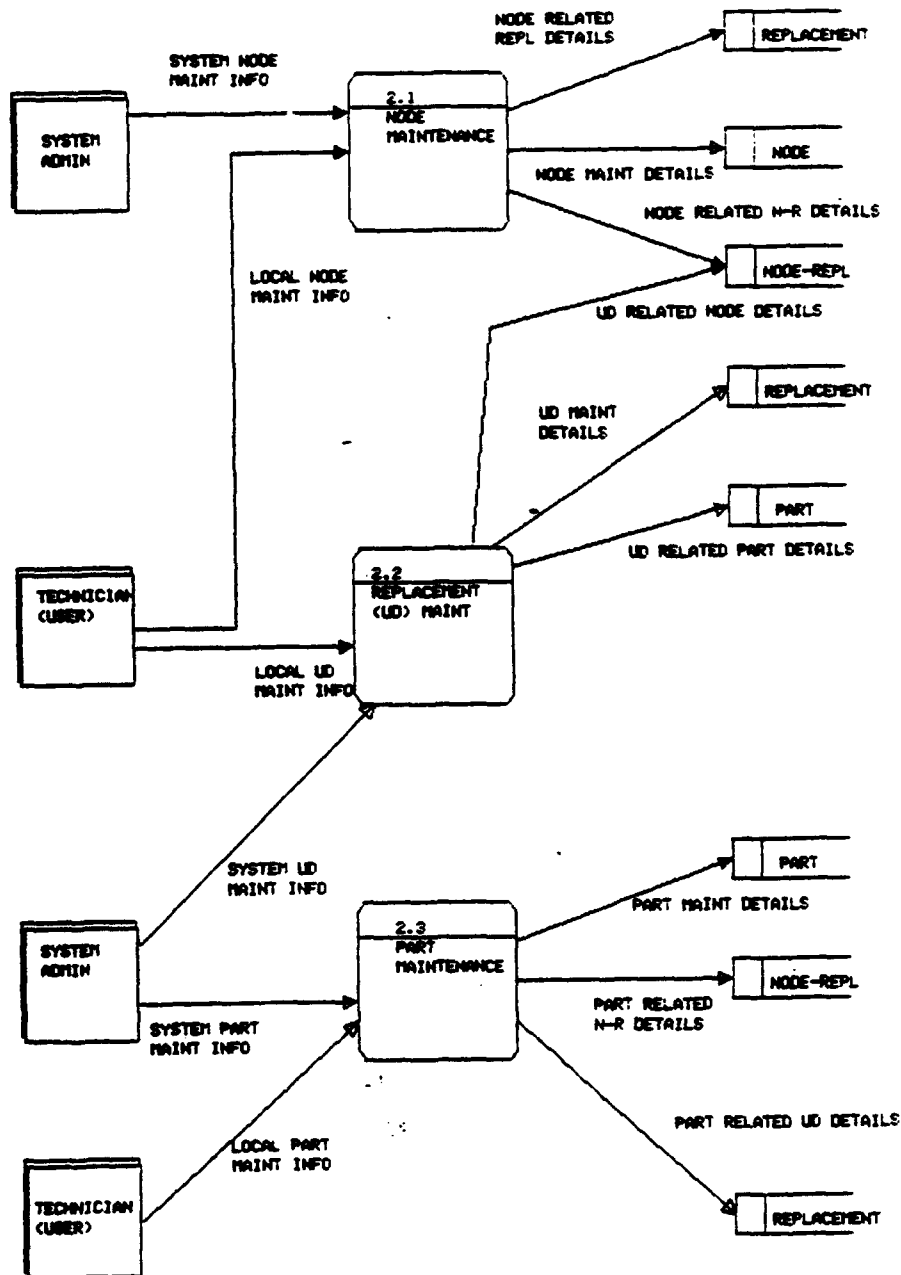 NODE RELATED
REPL DETAILS
REPLACEMENT
SYSTEM NODE
MAINT INFO
2.1
NODE
MAINTENANCE
SYSTEM
ADMIN
NODE
NODE MAINT DETAILS
NODE RELATED N-R DETAILS
LOCAL NODE
MAINT INFO
NODE-REPL
UD RELATED NODE DETAILS
REPLACEMENT
UD MAINT
DETAILS
PART
UD RELATED PART DETAILS
2.2
REPLACEMENT
(UD) MAINT
TECHNICIAN
(USER)
LOCAL UD
MAINT INFO
SYSTEM UD
MAINT INFO
PART
PART MAINT DETAILS
2.3
PART
MAINTENANCE
SYSTEM
ADMIN
NODE-REPL
PART RELATED
N-R DETAILS
SYSTEM PART
MAINT INFO
PART RELATED UD DETAILS
LOCAL PART
MAINT INFO
TECHNICIAN
(USER)
REPLACEMENT